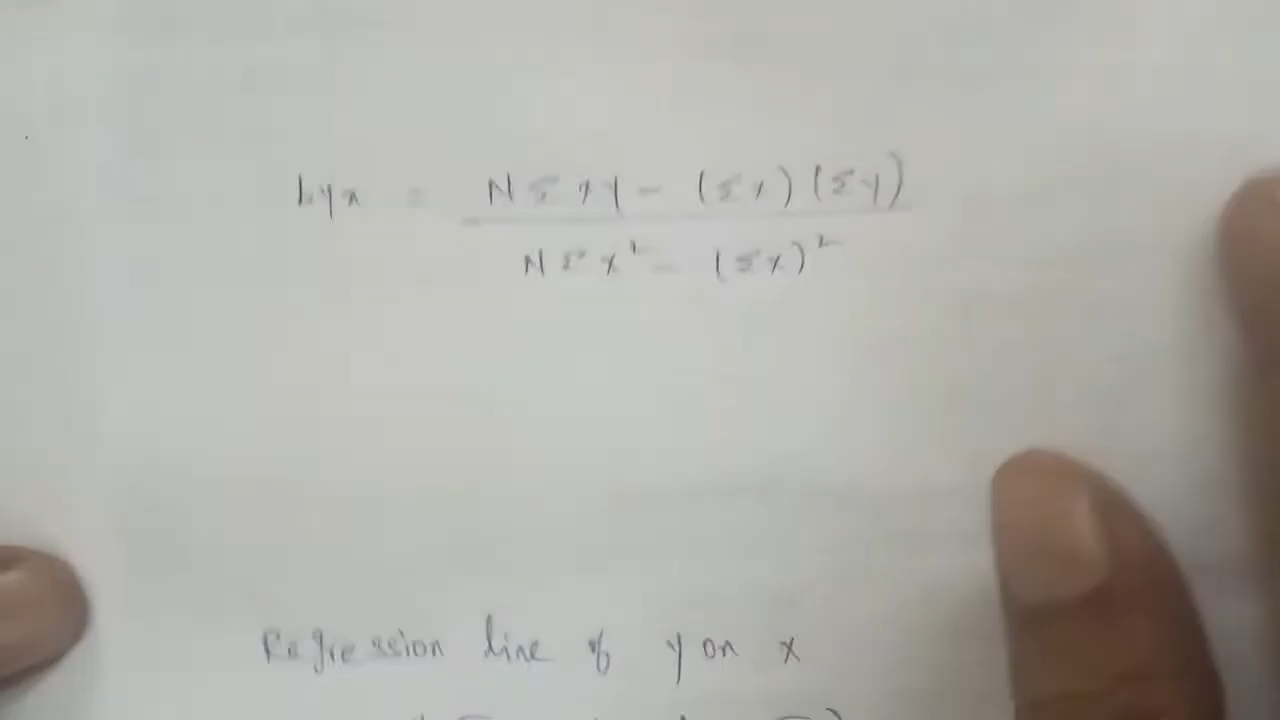 byx = NΣxy - (Σx)(Σy)
NΣx² - (Σx)²
Regression line of y on x